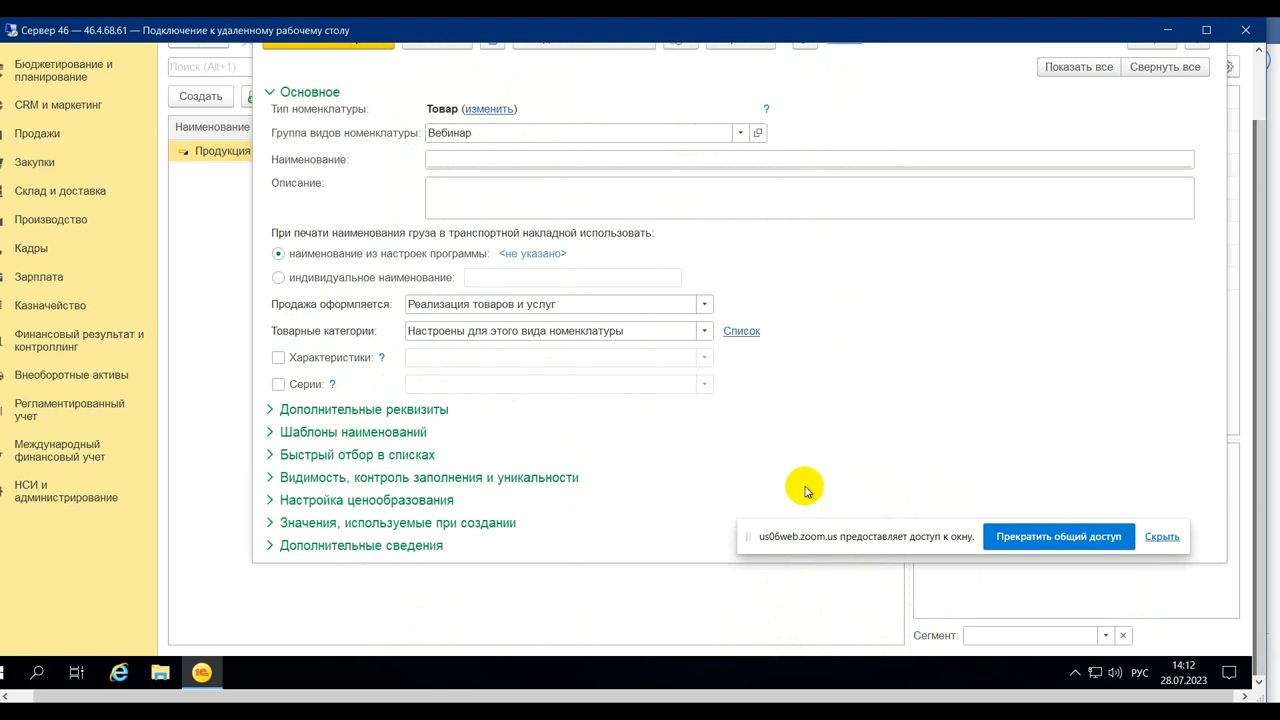 Сервер 46 — 46.4.68.61 — Подключение к удаленному рабочему столу
Бюджетирование и
планирование
CRM и маркетинг
Продажи
Закупки
Склад и доставка
Производство
Кадры
Зарплата
Казначейство
Финансовый результат и
контроллинг
Внеоборотные активы
Регламентированный
учет
Международный
финансовый учет
НСИ и
администрирование
Поиск (Alt+1)
Создать
Наименование
Продукция
Показать все
Свернуть все
Основное
Тип номенклатуры: Товар (изменить) ?
Группа видов номенклатуры: Вебинар
Наименование:
Описание:
При печати наименования груза в транспортной накладной использовать:
наименование из настроек программы: <не указано>
индивидуальное наименование:
Продажа оформляется: Реализация товаров и услуг
Товарные категории: Настроены для этого вида номенклатуры Список
Характеристики: ?
Серии: ?
Дополнительные реквизиты
Шаблоны наименований
Быстрый отбор в списках
Видимость, контроль заполнения и уникальности
Настройка ценообразования
Значения, используемые при создании
Дополнительные сведения
us06web.zoom.us предоставляет доступ к окну. Прекратить общий доступ Скрыть
Сегмент:
РУС
14:12
28.07.2023